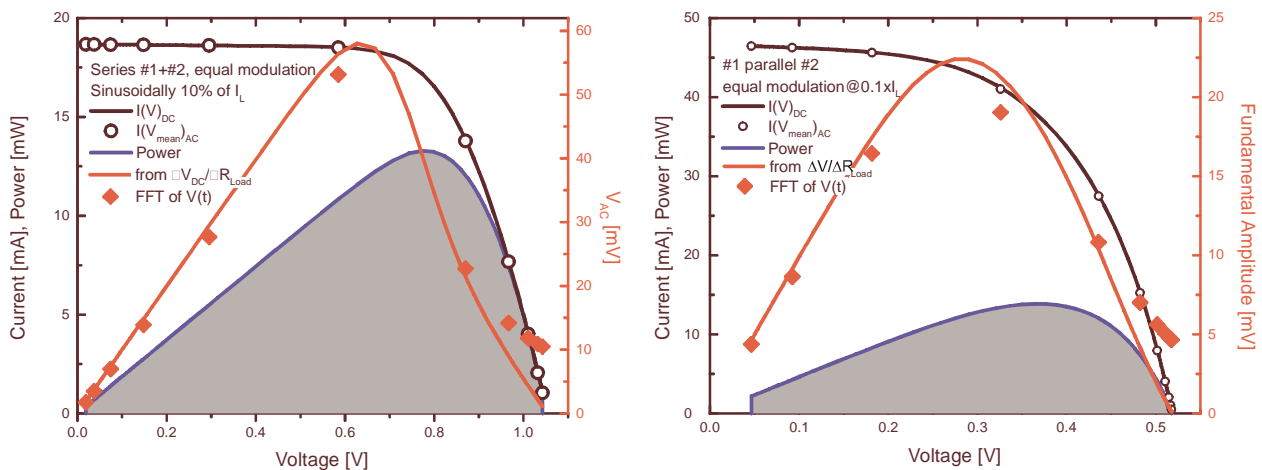 20
15
10
5
0
Current [mA], Power [mW]
Series #1+#2, equal modulation
Sinusoidally 10% of I_L
I(V)_DC
I(V_mean)_AC
Power
from □V_DC/□R_Load
FFT of V(t)
60
50
40
30
20
10
0
V_AC [mV]
0.0 0.2 0.4 0.6 0.8 1.0
Voltage [V]
50
40
30
20
10
0
Current [mA], Power [mW]
#1 parallel #2
equal modulation@0.1xI_L
I(V)_DC
I(V_mean)_AC
Power
from ΔV/ΔR_Load
FFT of V(t)
25
20
15
10
5
0
Fundamental Amplitude [mV]
0.0 0.1 0.2 0.3 0.4 0.5
Voltage [V]